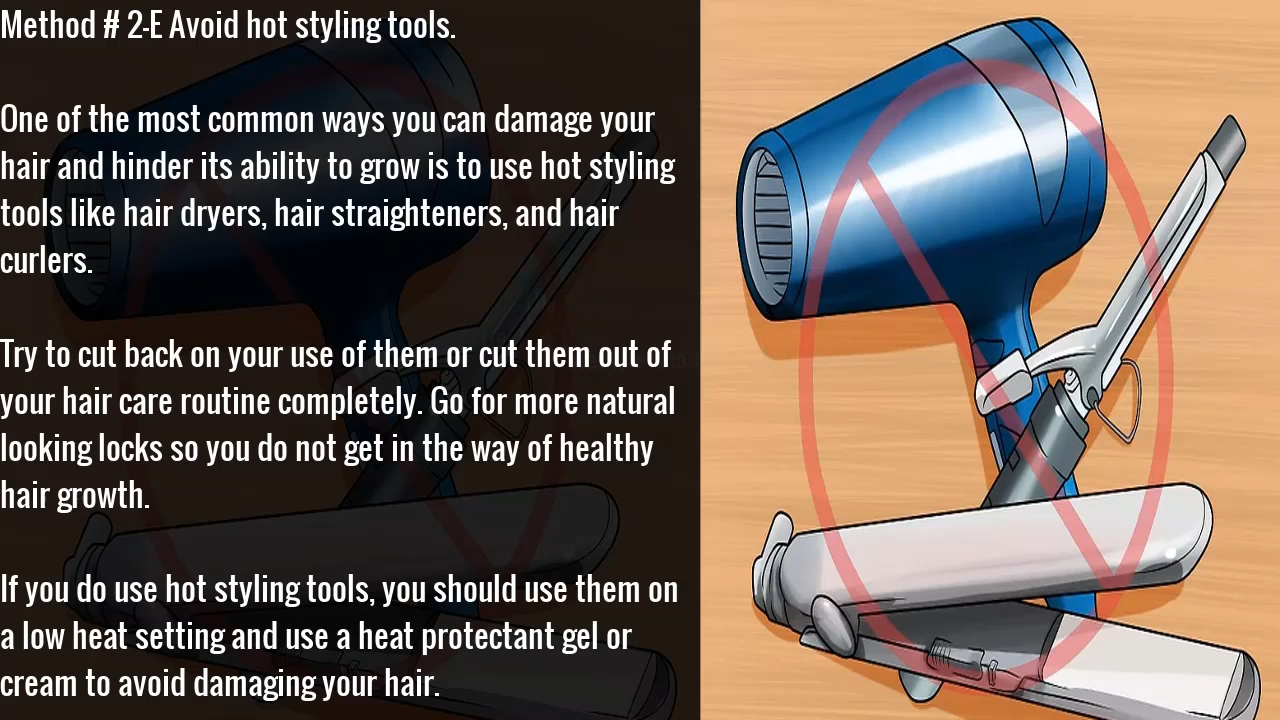 Method # 2-E Avoid hot styling tools.
One of the most common ways you can damage your
hair and hinder its ability to grow is to use hot styling
tools like hair dryers, hair straighteners, and hair
curlers.
Try to cut back on your use of them or cut them out of
your hair care routine completely. Go for more natural
looking locks so you do not get in the way of healthy
hair growth.
If you do use hot styling tools, you should use them on
a low heat setting and use a heat protectant gel or
cream to avoid damaging your hair.